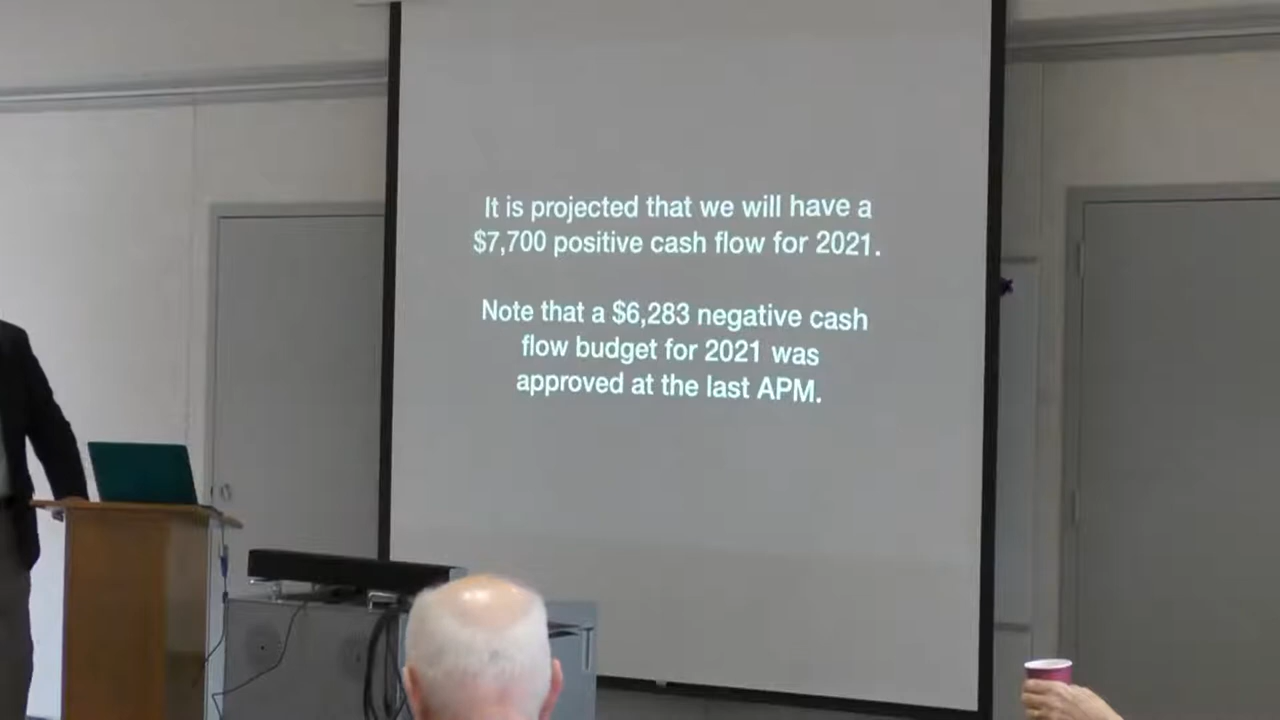 It is projected that we will have a
$7,700 positive cash flow for 2021.
Note that a $6,283 negative cash
flow budget for 2021 was
approved at the last APM.